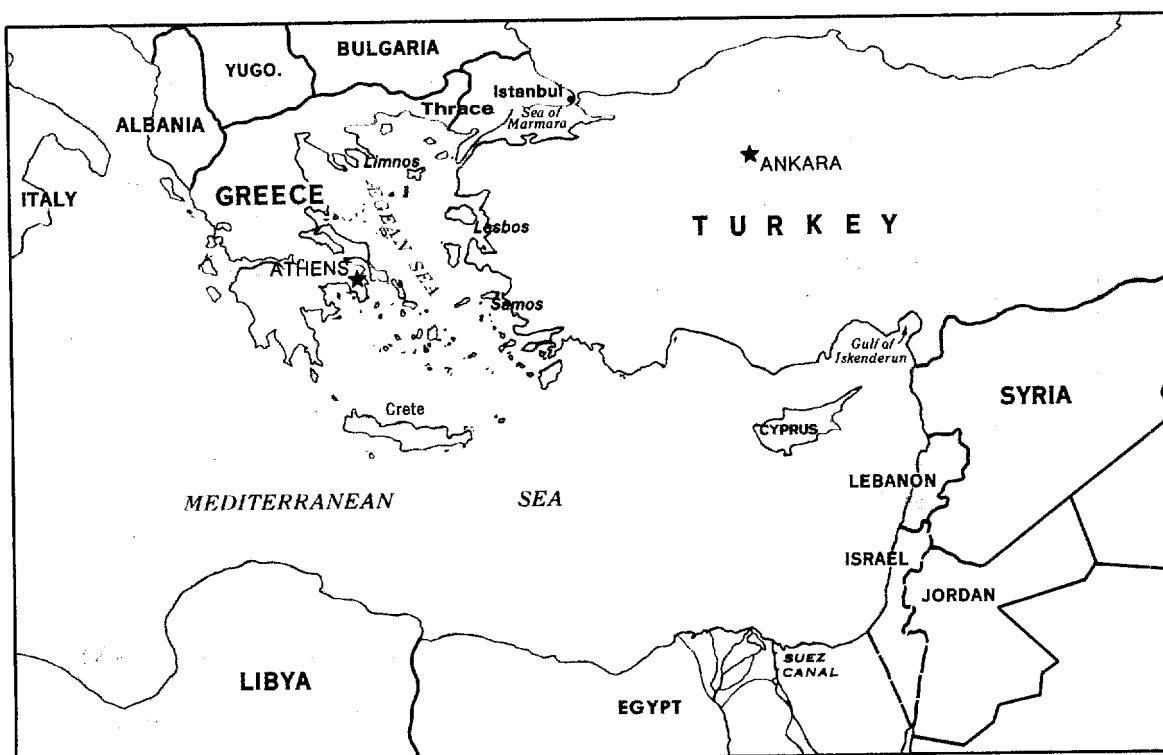 BULGARIA
YUGO.
Istanbul
Thrace
Sea of
Marmara
ALBANIA
Limnos
ANKARA
ITALY
GREECE
AEGEAN SEA
Lesbos
TURKEY
ATHENS
Samos
Gulf of
Iskenderun
SYRIA
Crete
CYPRUS
LEBANON
MEDITERRANEAN SEA
ISRAEL
JORDAN
SUEZ
CANAL
LIBYA
EGYPT